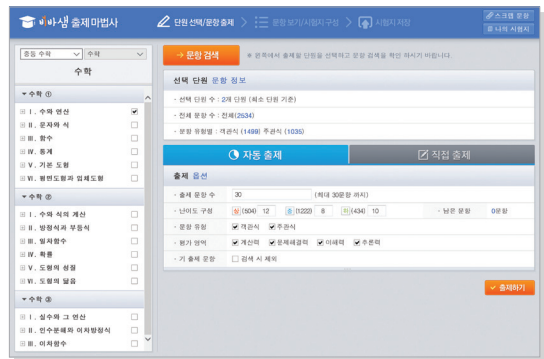 비바샘 출제마법사
단원 선택/문항 출제 > 문항 보기/시험지 구성 > 시험지 저장
스크랩 문항
나의 시험지
중등 수학 수학
수학
수학 ①
Ⅰ. 수와 연산
Ⅱ. 문자와 식
Ⅲ. 함수
Ⅳ. 통계
Ⅴ. 기본 도형
Ⅵ. 평면도형과 입체도형
수학 ②
Ⅰ. 수와 식의 계산
Ⅱ. 방정식과 부등식
Ⅲ. 일차함수
Ⅳ. 확률
Ⅴ. 도형의 성질
Ⅵ. 도형의 닮음
수학 ③
Ⅰ. 실수와 그 연산
Ⅱ. 인수분해와 이차방정식
Ⅲ. 이차함수
→ 문항 검색 ※ 왼쪽에서 출제할 단원을 선택하고 문항 검색을 확인 하시기 바랍니다.
선택 단원 문항 정보
· 선택 단원 수 : 2개 단원 (최소 단원 기준)
· 전체 문항 수 : 전체(2534)
· 문항 유형별 : 객관식 (1499) 주관식 (1035)
자동 출제 직접 출제
출제 옵션
· 출제 문항 수 30 (최대 30문항 까지)
· 난이도 구성 상 (504) 12 중 (1222) 8 하 (434) 10 · 남은 문항 0문항
· 문항 유형 객관식 주관식
· 평가 영역 계산력 문제해결력 이해력 추론력
· 기 출제 문항 검색 시 제외
출제하기